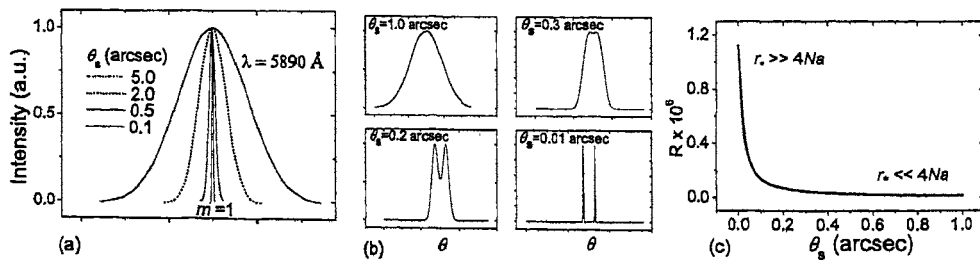 Intensity (a.u.)
1.0
0.5
0.0
θs (arcsec)
5.0
2.0
0.5
0.1
λ = 5890 Å
m=1
(a)
(b)
θs=1.0 arcsec
θs=0.3 arcsec
θs=0.2 arcsec
θs=0.01 arcsec
θ
θ
R x 10⁶
1.2
0.8
0.4
0.0
r* >> 4Na
r* << 4Na
0.0 0.2 0.4 0.6 0.8 1.0
(c)
θs (arcsec)